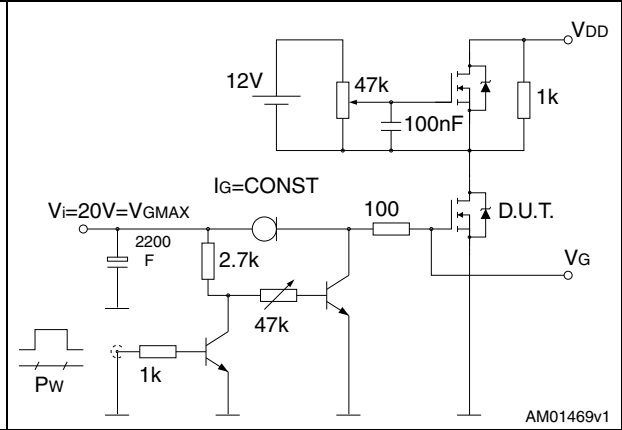 VDD
12V
47k
1k
100nF
IG=CONST
Vi=20V=VGMAX
100
D.U.T.
2200
F
2.7k
VG
47k
1k
PW
AM01469v1